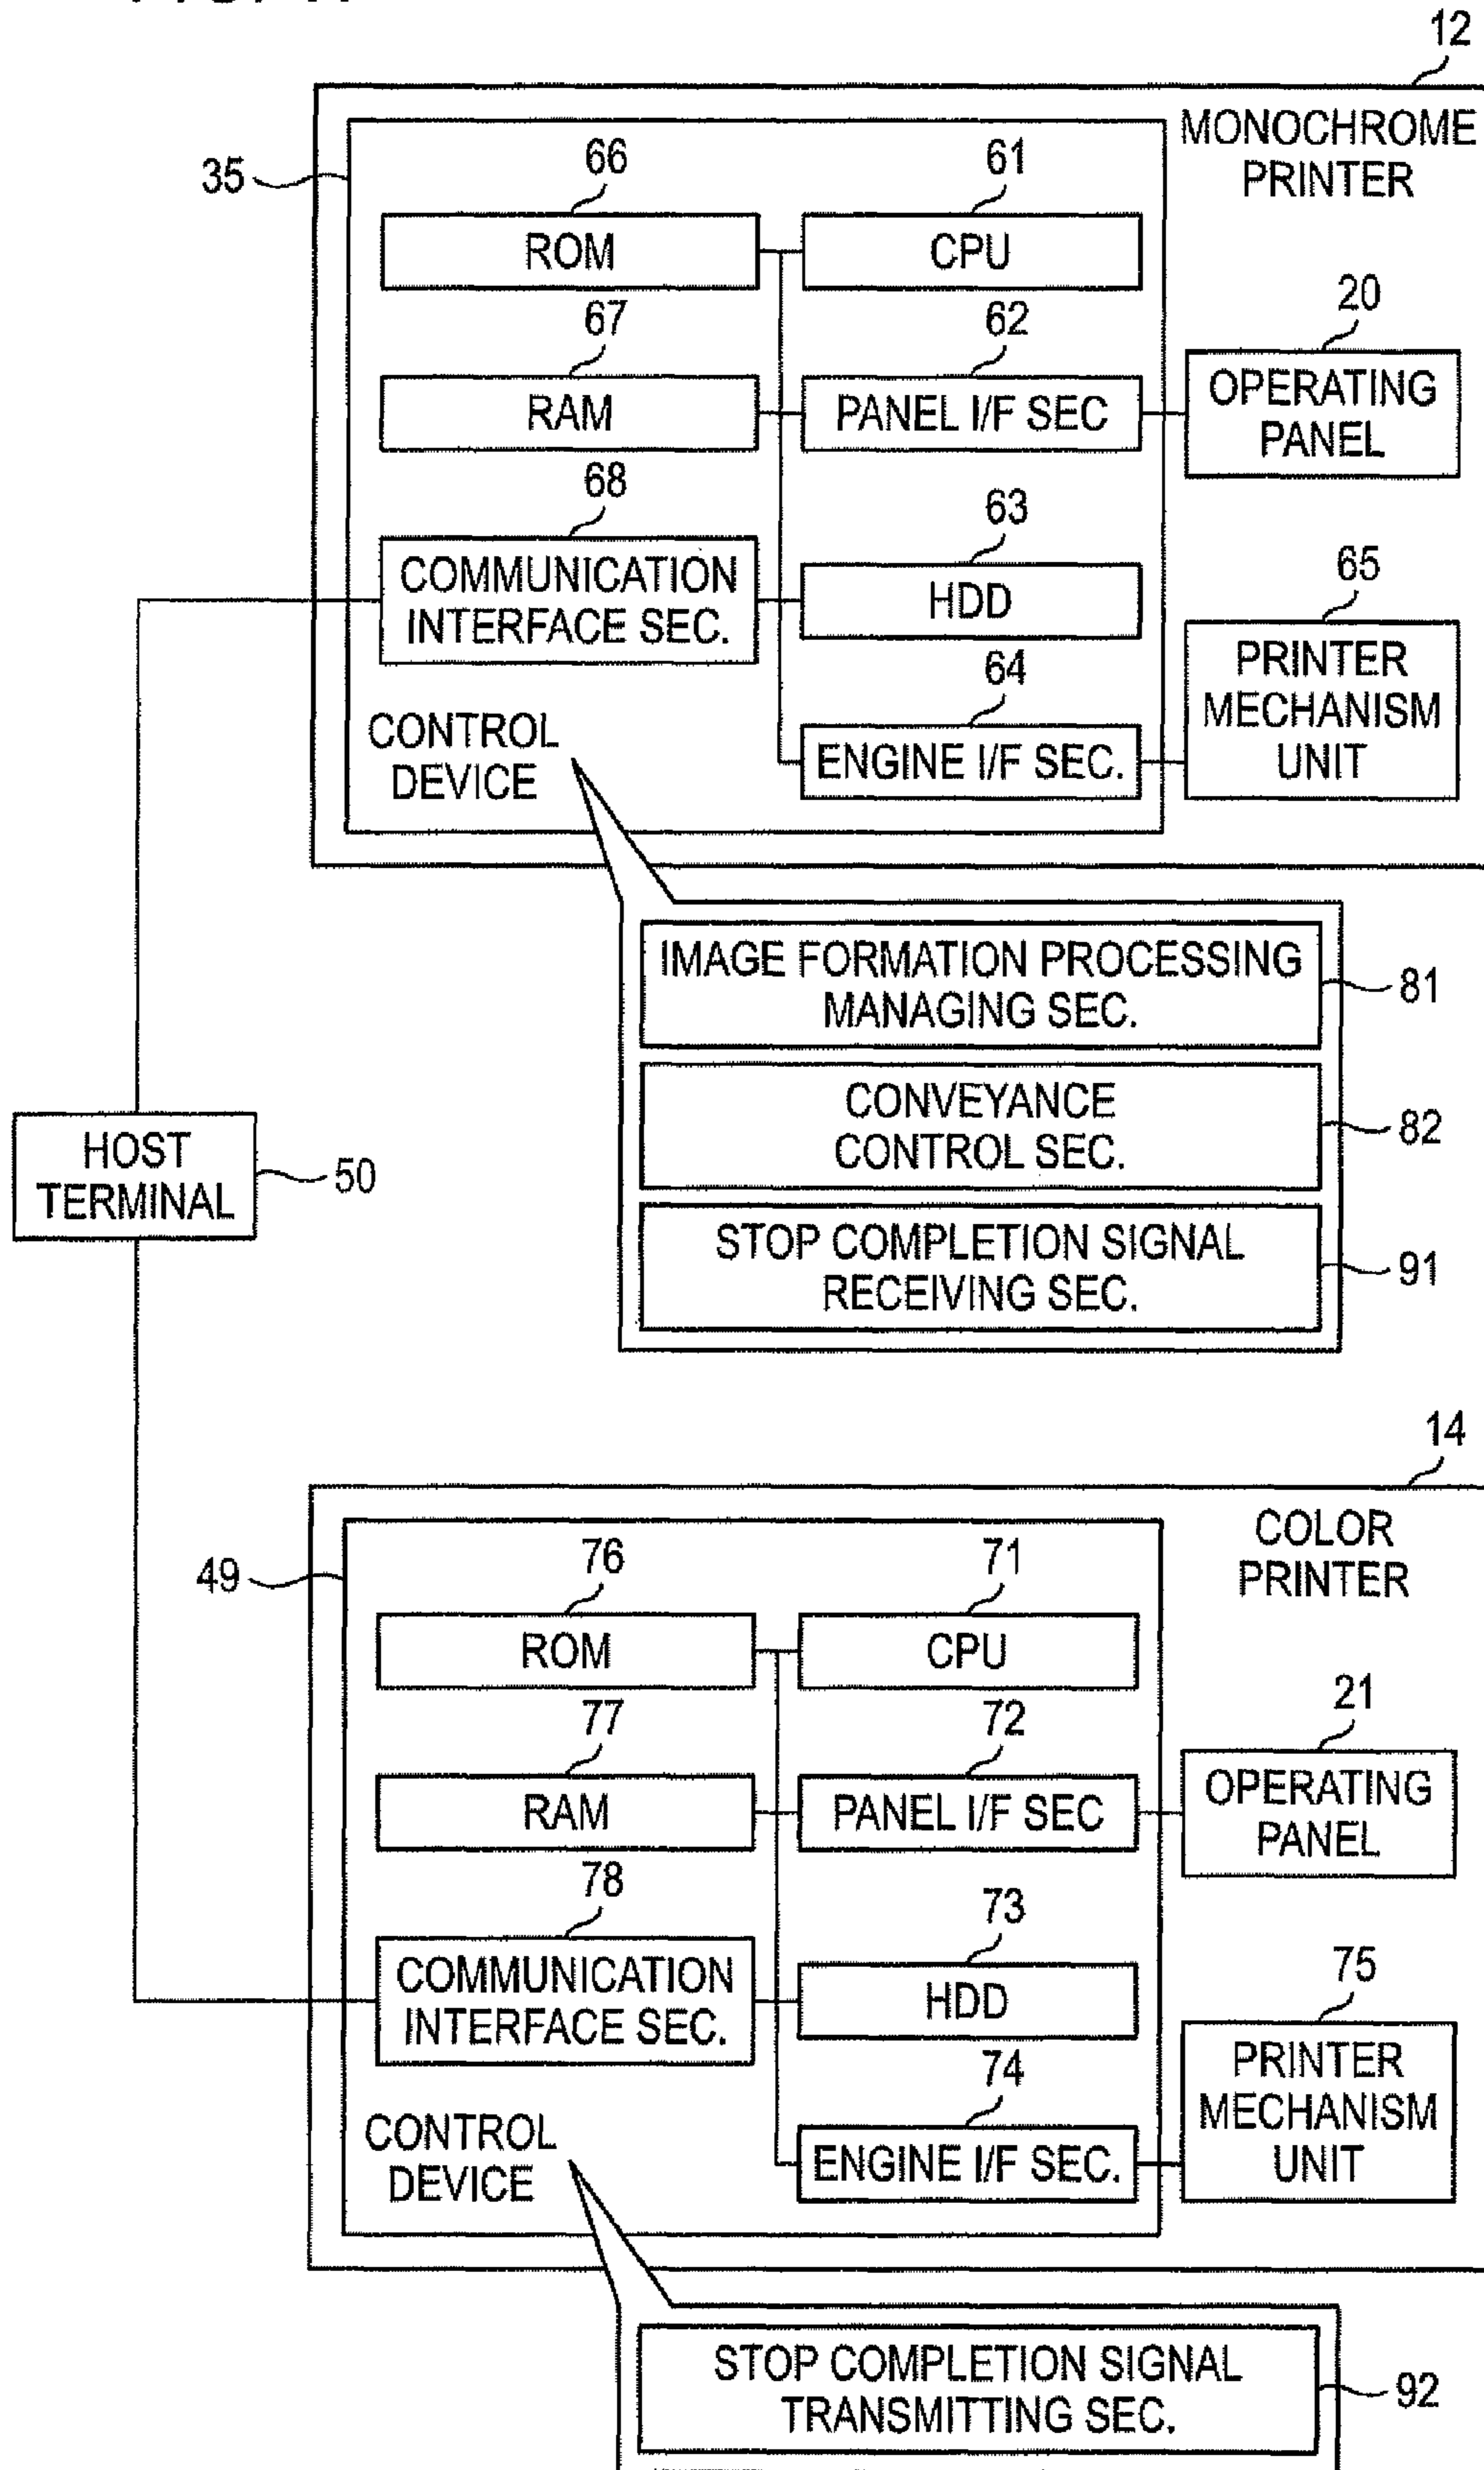 12
MONOCHROME
PRINTER
35
66
61
ROM
CPU
20
67
62
RAM
PANEL I/F SEC
OPERATING
PANEL
68
63
COMMUNICATION
INTERFACE SEC.
HDD
65
64
PRINTER
MECHANISM
UNIT
CONTROL
DEVICE
ENGINE I/F SEC.
IMAGE FORMATION PROCESSING
MANAGING SEC.
81
CONVEYANCE
CONTROL SEC.
82
HOST
TERMINAL
50
STOP COMPLETION SIGNAL
RECEIVING SEC.
91
14
COLOR
PRINTER
49
76
71
ROM
CPU
21
77
72
RAM
PANEL I/F SEC
OPERATING
PANEL
78
73
COMMUNICATION
INTERFACE SEC.
HDD
75
74
PRINTER
MECHANISM
UNIT
CONTROL
DEVICE
ENGINE I/F SEC.
STOP COMPLETION SIGNAL
TRANSMITTING SEC.
92